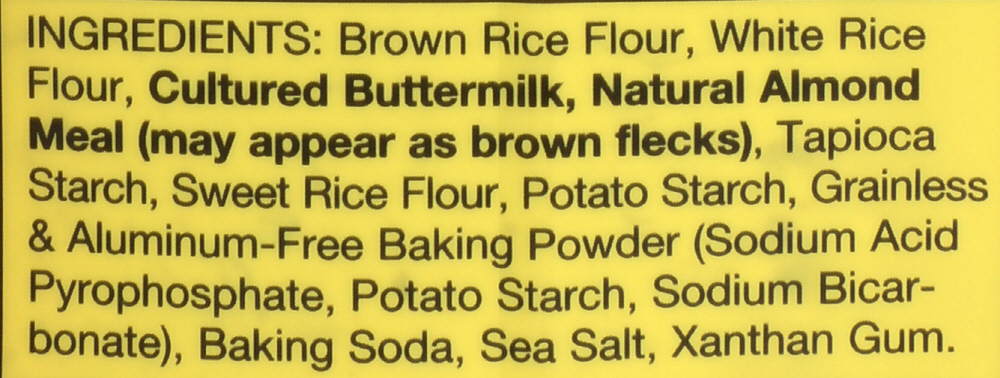 INGREDIENTS: Brown Rice Flour, White Rice
Flour, Cultured Buttermilk, Natural Almond
Meal (may appear as brown flecks), Tapioca
Starch, Sweet Rice Flour, Potato Starch, Grainless
& Aluminum-Free Baking Powder (Sodium Acid
Pyrophosphate, Potato Starch, Sodium Bicar-
bonate), Baking Soda, Sea Salt, Xanthan Gum.